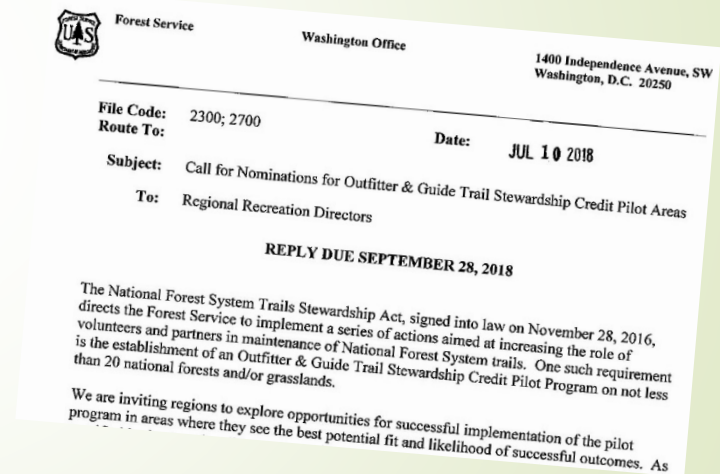 Forest Service
Washington Office
1400 Independence Avenue, SW
Washington, D.C. 20250
File Code: 2300; 2700
Route To:
Date: JUL 10 2018
Subject: Call for Nominations for Outfitter & Guide Trail Stewardship Credit Pilot Areas
To: Regional Recreation Directors
REPLY DUE SEPTEMBER 28, 2018
The National Forest System Trails Stewardship Act, signed into law on November 28, 2016,
directs the Forest Service to implement a series of actions aimed at increasing the role of
volunteers and partners in maintenance of National Forest System trails. One such requirement
is the establishment of an Outfitter & Guide Trail Stewardship Credit Pilot Program on not less
than 20 national forests and/or grasslands.
We are inviting regions to explore opportunities for successful implementation of the pilot
program in areas where they see the best potential fit and likelihood of successful outcomes. As